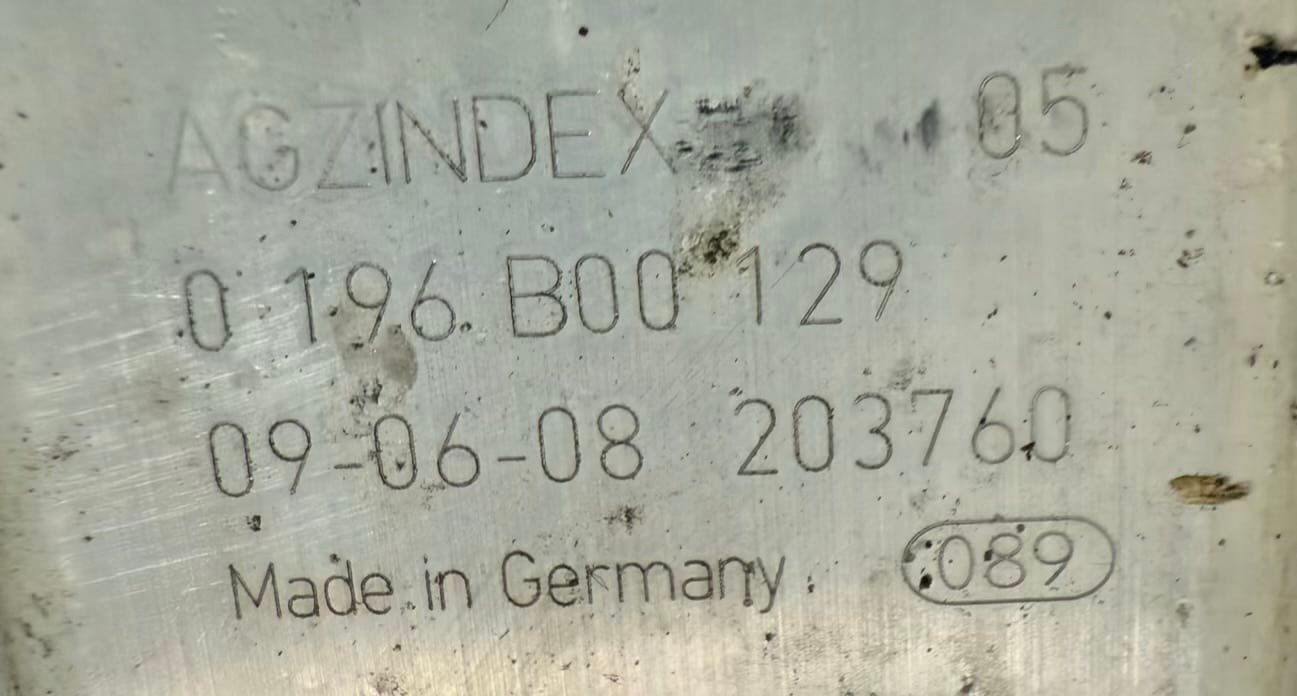 AGZINDEX 05
0 196 B00 129
09-06-08 203760
Made in Germany 089